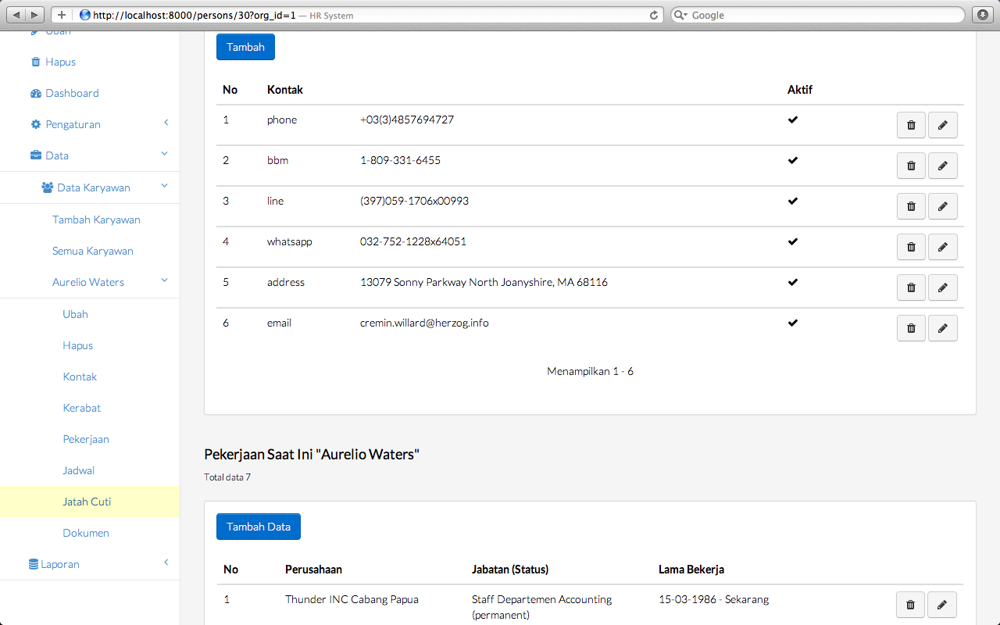 http://localhost:8000/persons/30?org_id=1 — HR System
Google
Ubah
Hapus
Dashboard
Pengaturan
Data
Data Karyawan
Tambah Karyawan
Semua Karyawan
Aurelio Waters
Ubah
Hapus
Kontak
Kerabat
Pekerjaan
Jadwal
Jatah Cuti
Dokumen
Laporan
Tambah
No Kontak Aktif
1 phone +03(3)4857694727
2 bbm 1-809-331-6455
3 line (397)059-1706x00993
4 whatsapp 032-752-1228x64051
5 address 13079 Sonny Parkway North Joanyshire, MA 68116
6 email cremin.willard@herzog.info
Menampilkan 1 - 6
Pekerjaan Saat Ini "Aurelio Waters"
Total data 7
Tambah Data
No Perusahaan Jabatan (Status) Lama Bekerja
1 Thunder INC Cabang Papua Staff Departemen Accounting 15-03-1986 - Sekarang
(permanent)